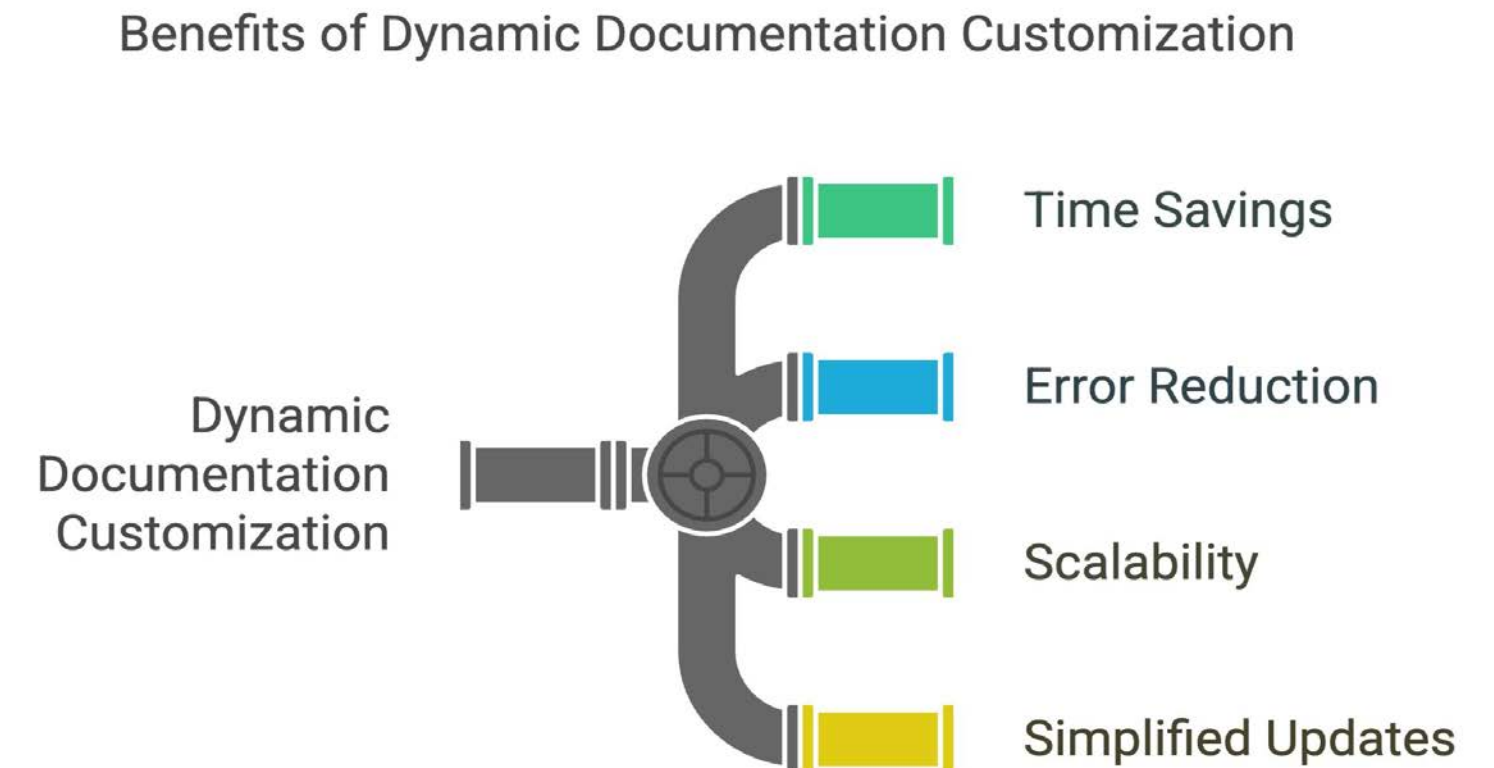 Benefits of Dynamic Documentation Customization
Dynamic
Documentation
Customization
Time Savings
Error Reduction
Scalability
Simplified Updates